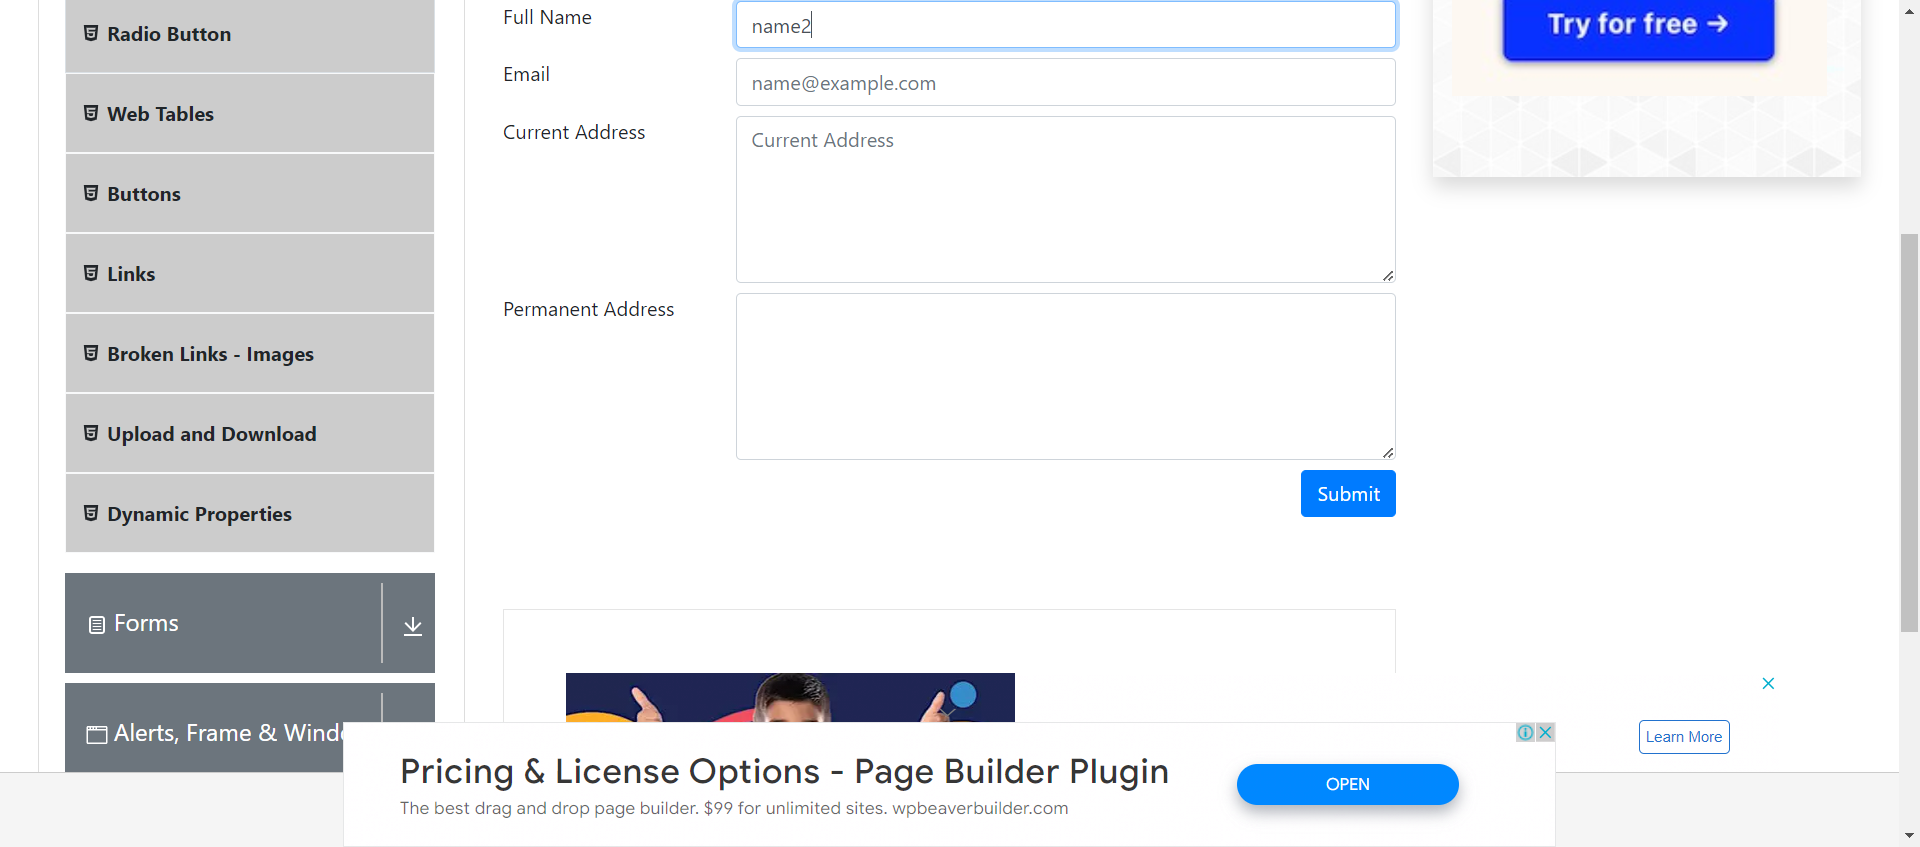 Radio Button
Web Tables
Buttons
Links
Broken Links - Images
Upload and Download
Dynamic Properties
Forms
Alerts, Frame & Wind
Full Name
name2
Email
name@example.com
Current Address
Current Address
Permanent Address
Submit
Try for free →
Learn More
Pricing & License Options - Page Builder Plugin
The best drag and drop page builder. $99 for unlimited sites. wpbeaverbuilder.com
OPEN